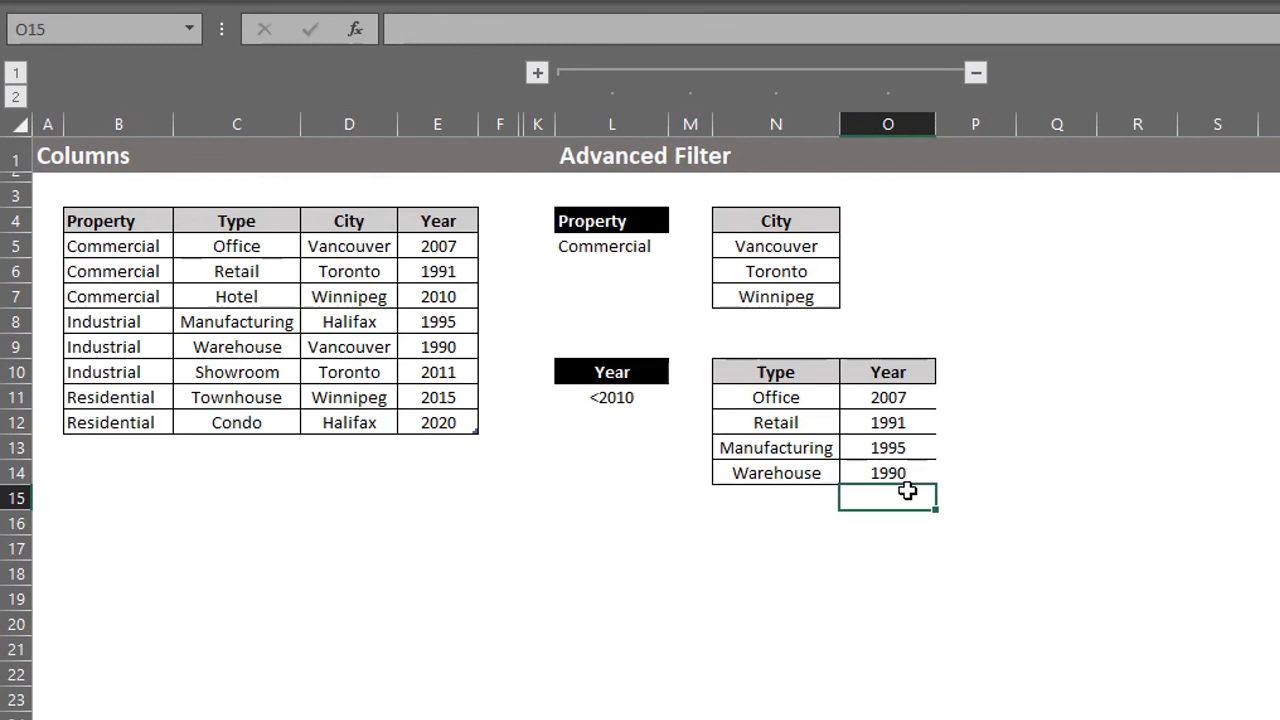 O15
fx
1
2
A B C D E F K L M N O P Q R S
1 Columns Advanced Filter
2
3
4 Property Type City Year Property City
5 Commercial Office Vancouver 2007 Commercial Vancouver
6 Commercial Retail Toronto 1991 Toronto
7 Commercial Hotel Winnipeg 2010 Winnipeg
8 Industrial Manufacturing Halifax 1995
9 Industrial Warehouse Vancouver 1990
10 Industrial Showroom Toronto 2011 Year Type Year
11 Residential Townhouse Winnipeg 2015 <2010 Office 2007
12 Residential Condo Halifax 2020 Retail 1991
13 Manufacturing 1995
14 Warehouse 1990
15
16
17
18
19
20
21
22
23